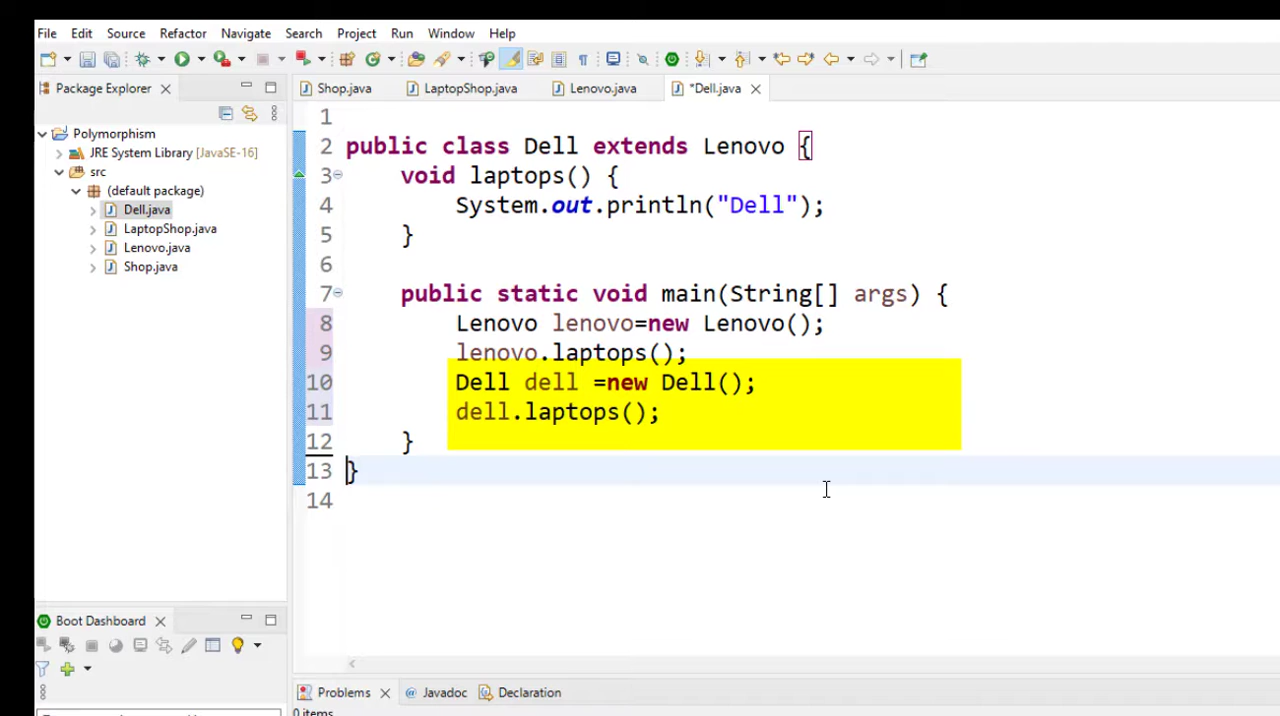 File Edit Source Refactor Navigate Search Project Run Window Help
Package Explorer
Shop.java LaptopShop.java Lenovo.java *Dell.java
Polymorphism
JRE System Library [JavaSE-16]
src
(default package)
Dell.java
LaptopShop.java
Lenovo.java
Shop.java
1
2 public class Dell extends Lenovo {
3 void laptops() {
4 System.out.println("Dell");
5 }
6
7 public static void main(String[] args) {
8 Lenovo lenovo=new Lenovo();
9 lenovo.laptops();
10 Dell dell =new Dell();
11 dell.laptops();
12 }
13 }
14
Boot Dashboard
Problems Javadoc Declaration
0 items